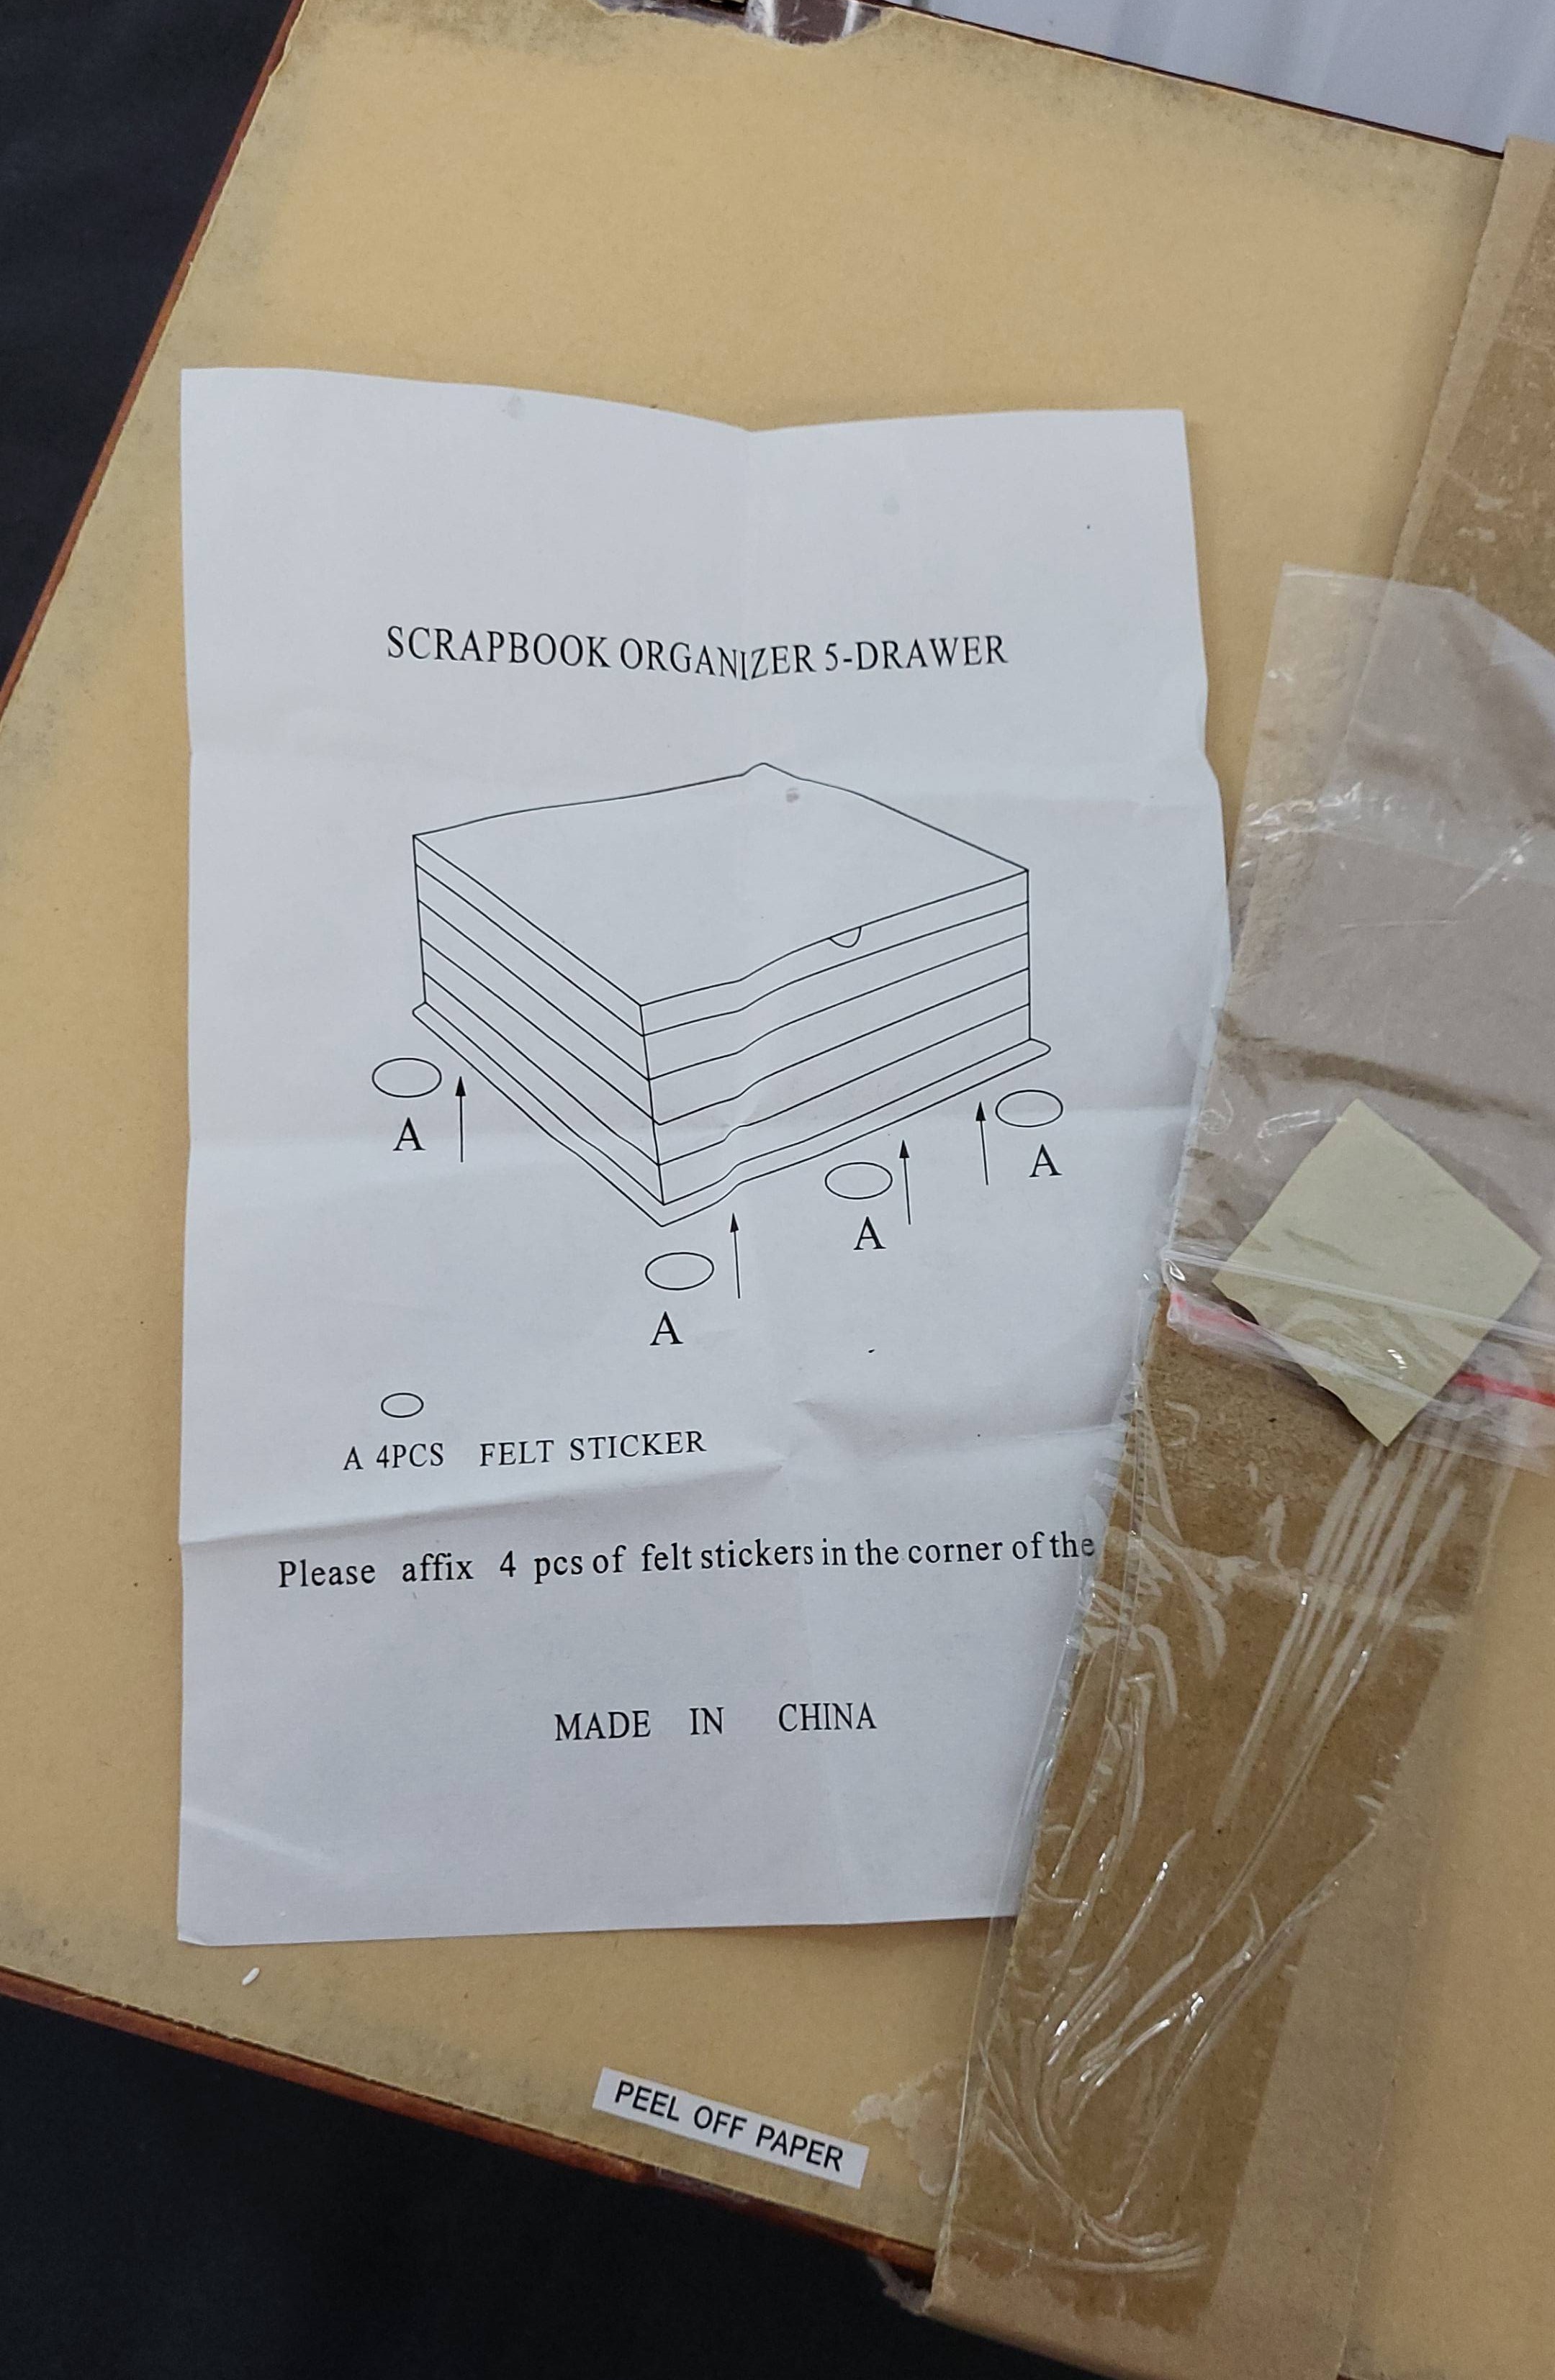 SCRAPBOOK ORGANIZER 5-DRAWER
A
A
A
A
A 4PCS FELT STICKER
Please affix 4 pcs of felt stickers in the corner of the
MADE IN CHINA
PEEL OFF PAPER